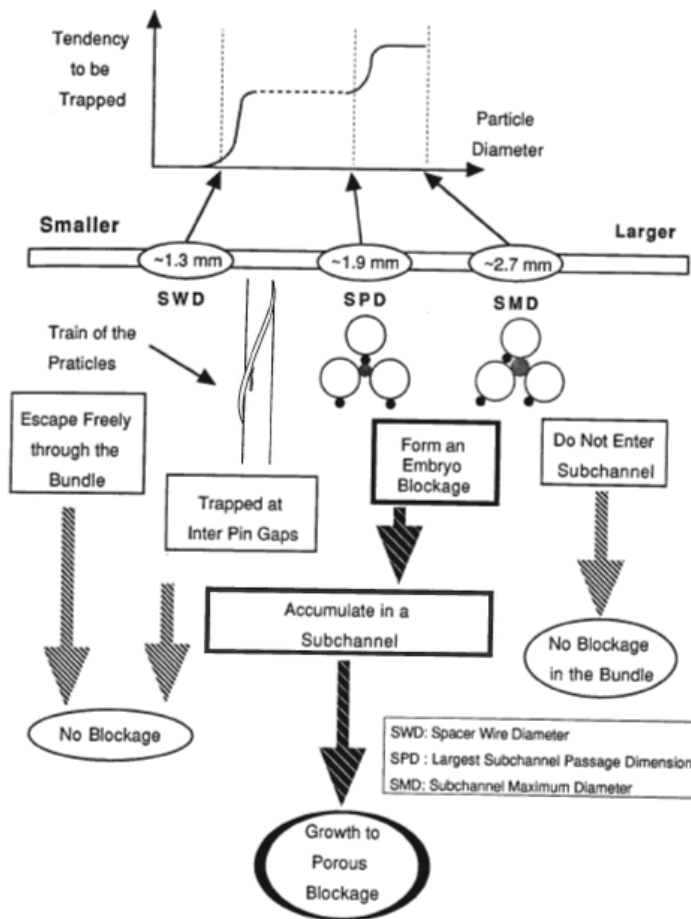 Tendency
to be
Trapped
Particle
Diameter
Smaller
Larger
~1.3 mm
~1.9 mm
~2.7 mm
SWD
SPD
SMD
Train of the
Praticles
Escape Freely
through the
Bundle
Trapped at
Inter Pin Gaps
Form an
Embryo
Blockage
Do Not Enter
Subchannel
Accumulate in a
Subchannel
No Blockage
in the Bundle
No Blockage
SWD: Spacer Wire Diameter
SPD : Largest Subchannel Passage Dimension
SMD: Subchannel Maximum Diameter
Growth to
Porous
Blockage